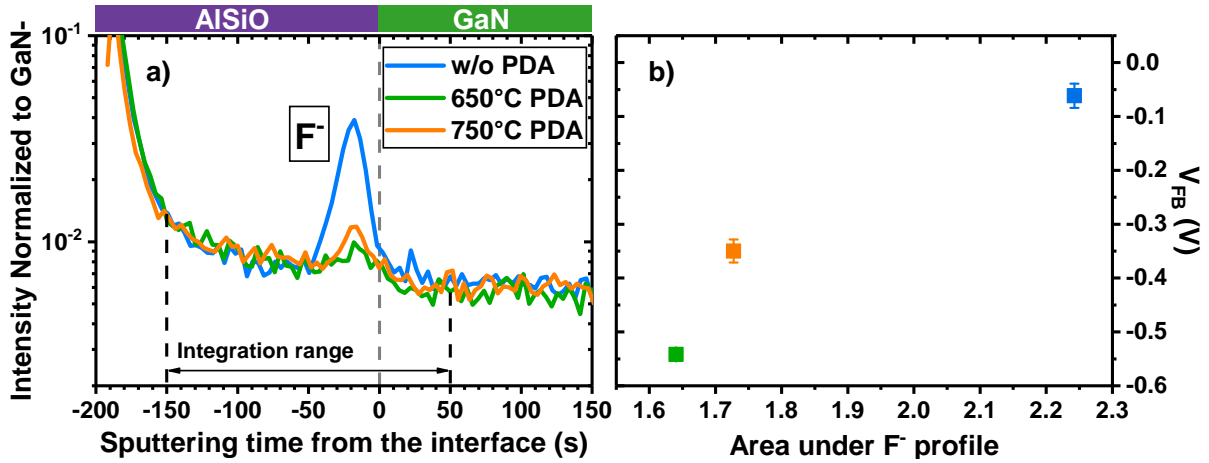 AlSiO GaN
Intensity Normalized to GaN-
10⁻¹
10⁻²
a)
F⁻
w/o PDA
650°C PDA
750°C PDA
Integration range
-200 -150 -100 -50 0 50 100 150
Sputtering time from the interface (s)
b)
0.0
-0.1
-0.2
-0.3
-0.4
-0.5
-0.6
V_FB (V)
1.6 1.7 1.8 1.9 2.0 2.1 2.2 2.3
Area under F⁻ profile